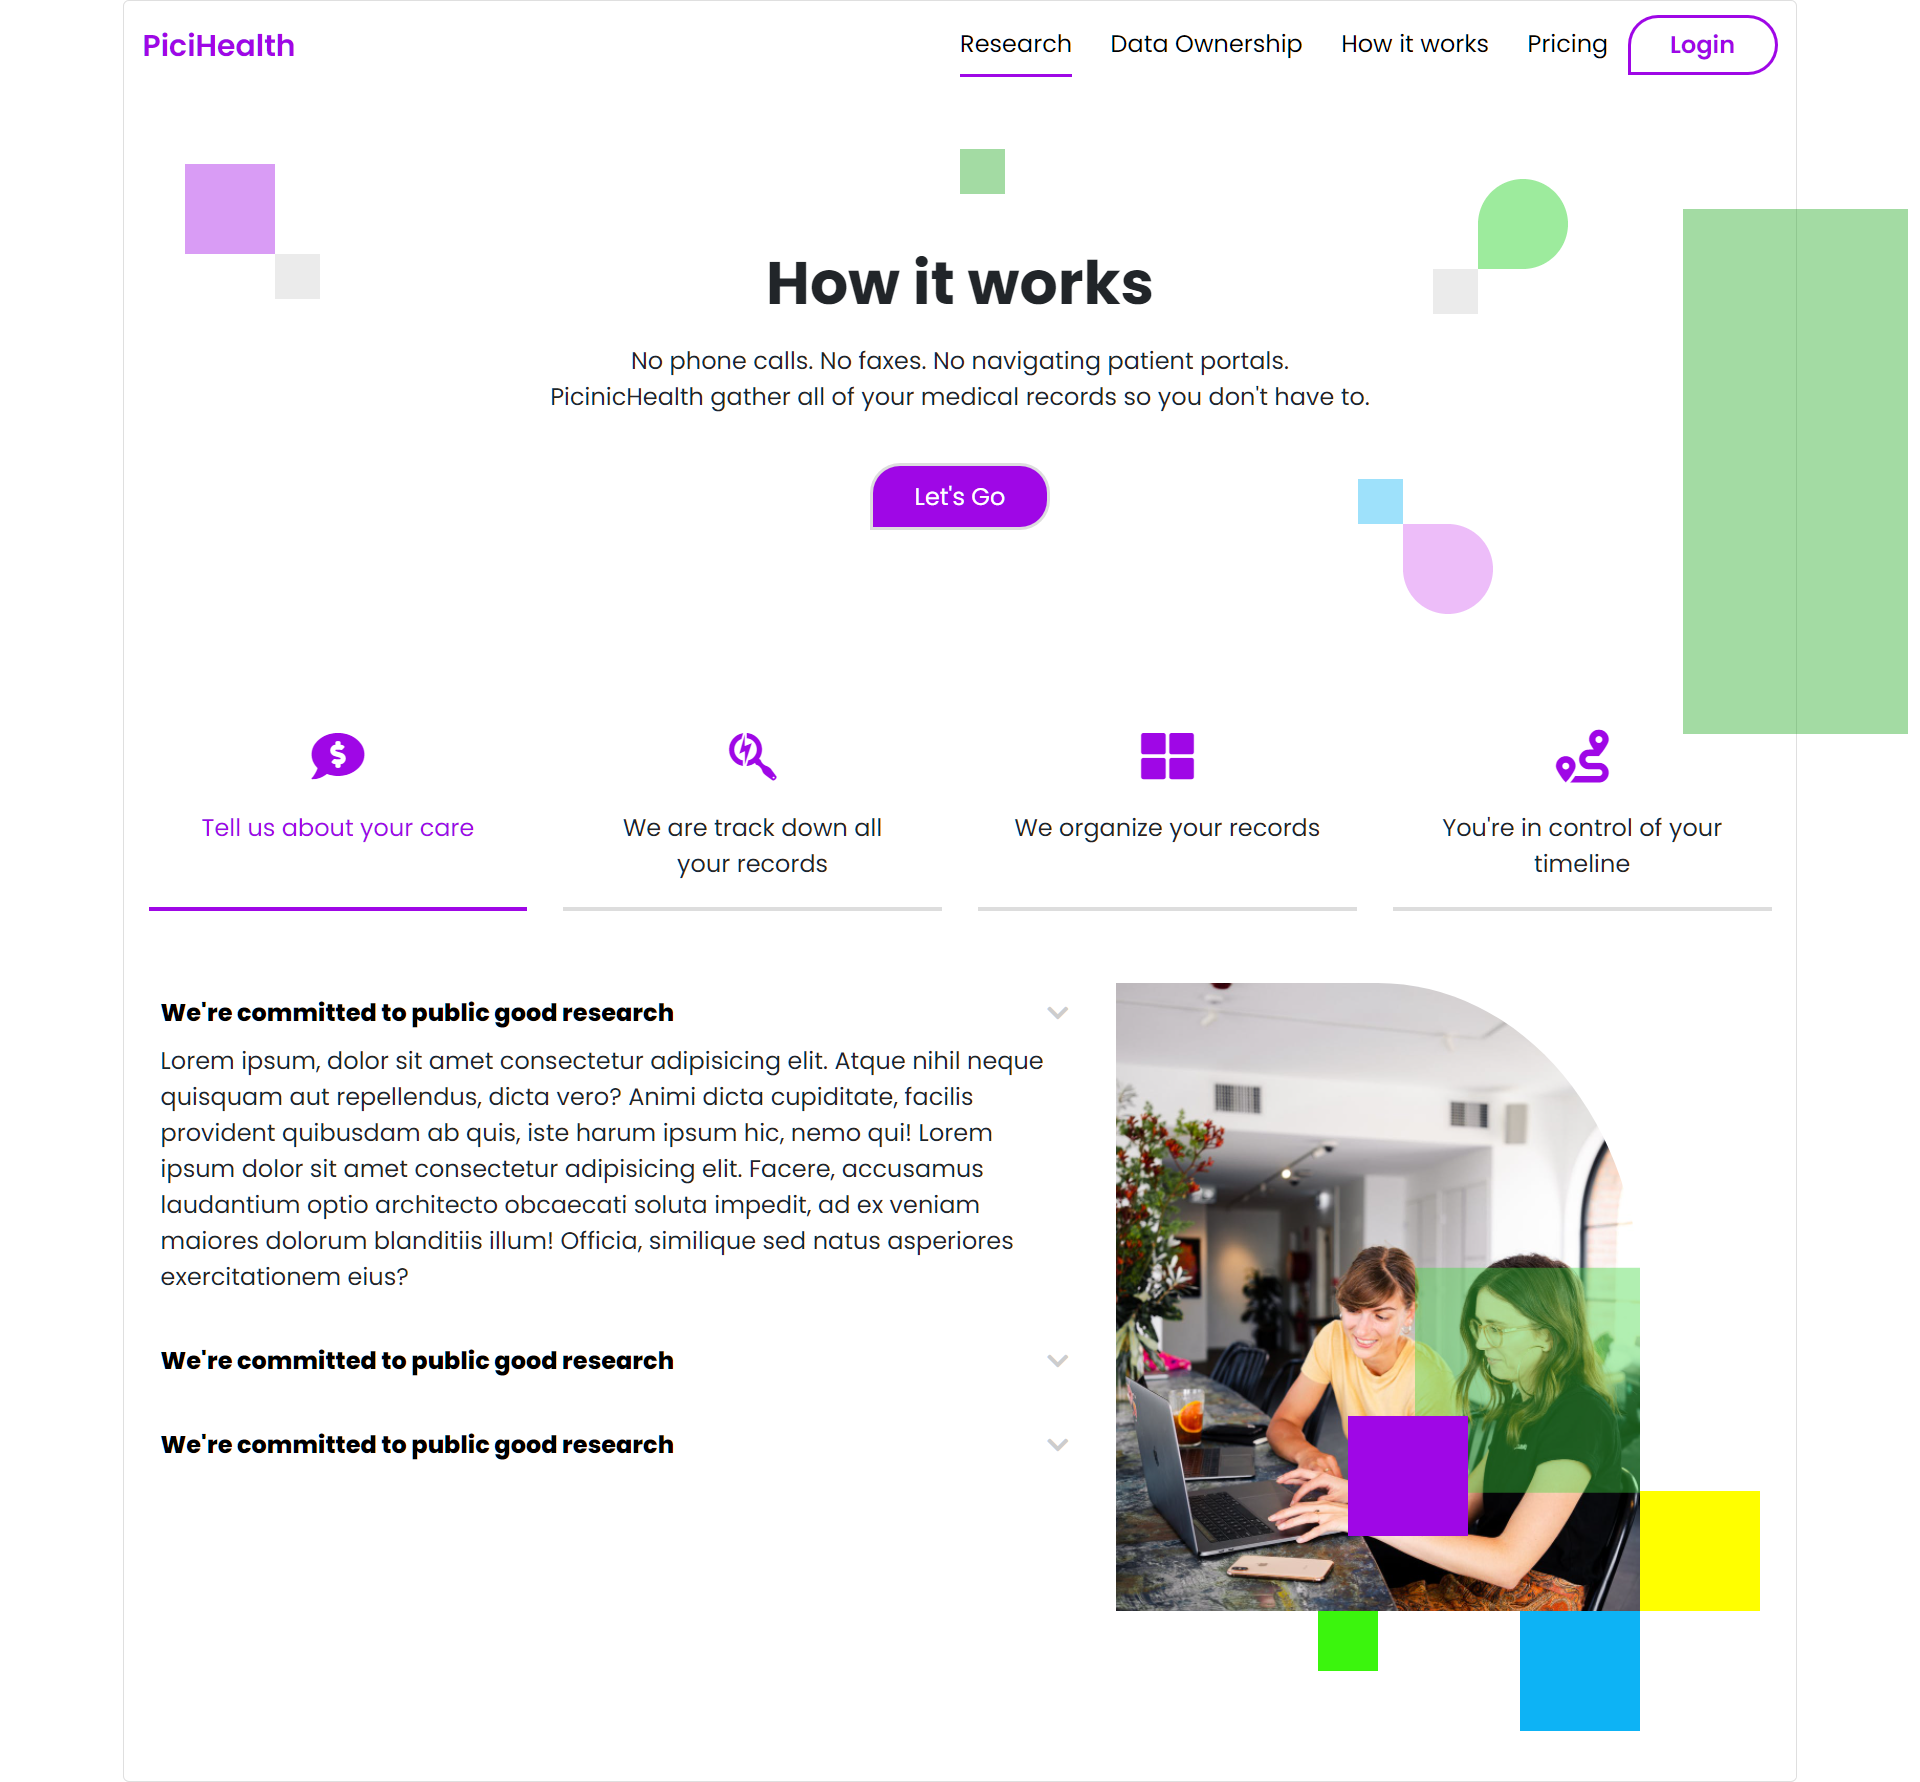 PiciHealth
Research
Data Ownership
How it works
Pricing
Login
How it works
No phone calls. No faxes. No navigating patient portals.
PicinicHealth gather all of your medical records so you don't have to.
Let's Go
Tell us about your care
We are track down all
your records
We organize your records
You're in control of your
timeline
We're committed to public good research
Lorem ipsum, dolor sit amet consectetur adipisicing elit. Atque nihil neque
quisquam aut repellendus, dicta vero? Animi dicta cupiditate, facilis
provident quibusdam ab quis, iste harum ipsum hic, nemo qui! Lorem
ipsum dolor sit amet consectetur adipisicing elit. Facere, accusamus
laudantium optio architecto obcaecati soluta impedit, ad ex veniam
maiores dolorum blanditiis illum! Officia, similique sed natus asperiores
exercitationem eius?
We're committed to public good research
We're committed to public good research